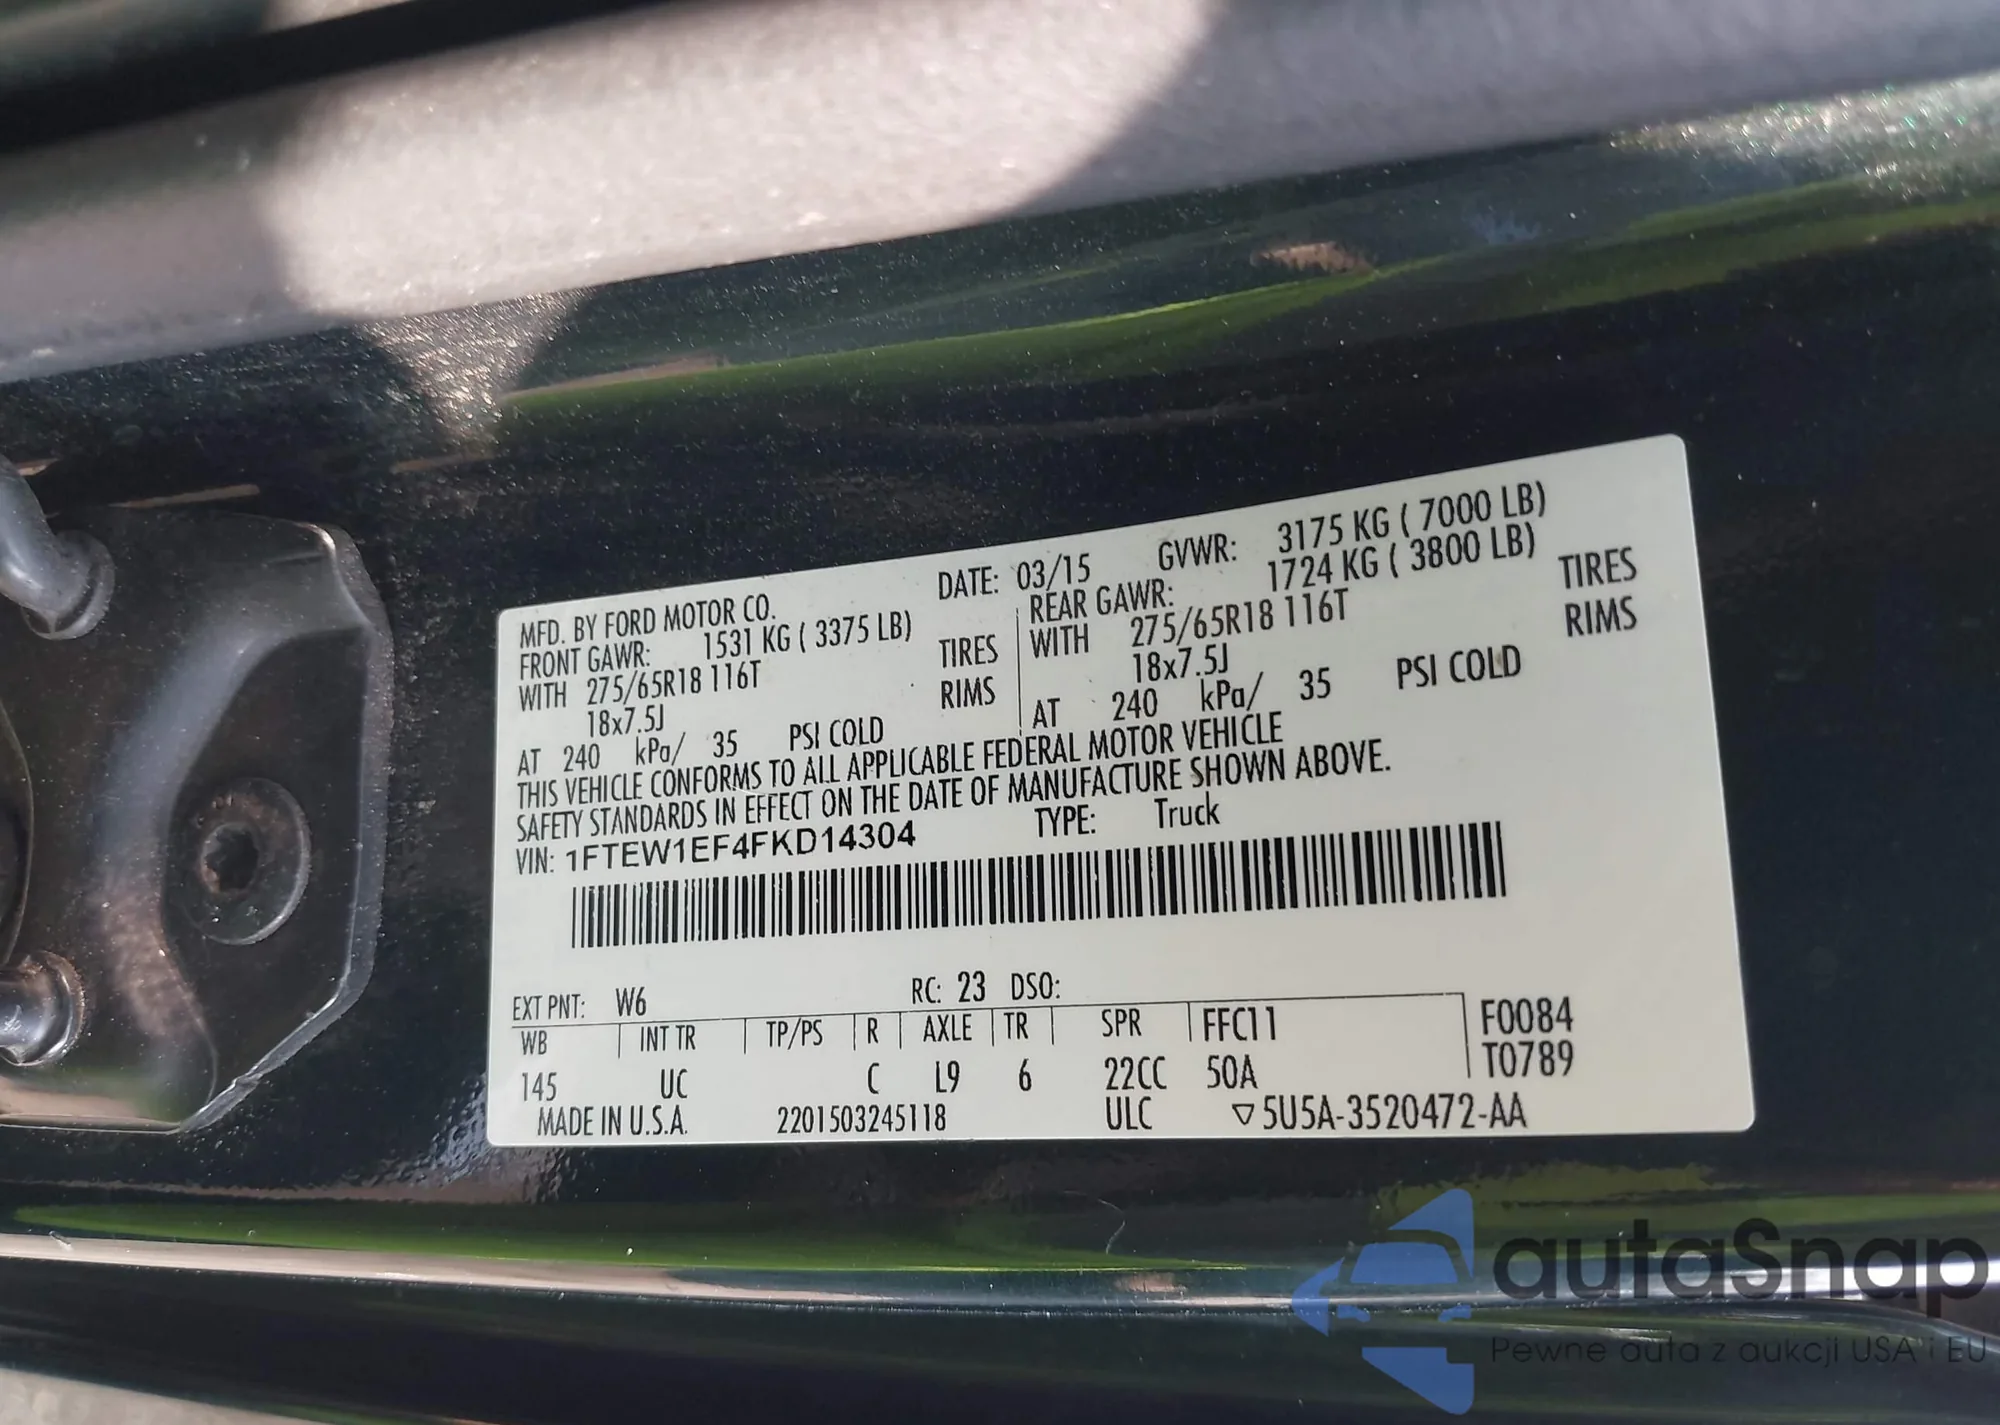 MFD. BY FORD MOTOR CO. DATE: 03/15 GVWR: 3175 KG ( 7000 LB)
FRONT GAWR: 1531 KG ( 3375 LB) REAR GAWR: 1724 KG ( 3800 LB)
WITH 275/65R18 116T TIRES WITH 275/65R18 116T TIRES
18x7.5J RIMS 18x7.5J RIMS
AT 240 kPa/ 35 PSI COLD AT 240 kPa/ 35 PSI COLD
THIS VEHICLE CONFORMS TO ALL APPLICABLE FEDERAL MOTOR VEHICLE
SAFETY STANDARDS IN EFFECT ON THE DATE OF MANUFACTURE SHOWN ABOVE.
VIN: 1FTEW1EF4FKD14304 TYPE: Truck
EXT PNT: W6 RC: 23 DSO:
WB INT TR TP/PS R AXLE TR SPR FFC11 F0084
145 UC C L9 6 22CC 50A T0789
MADE IN U.S.A. 2201503245118 ULC ▽5U5A-3520472-AA
autaSnap
Pewne auta z aukcji USA i EU